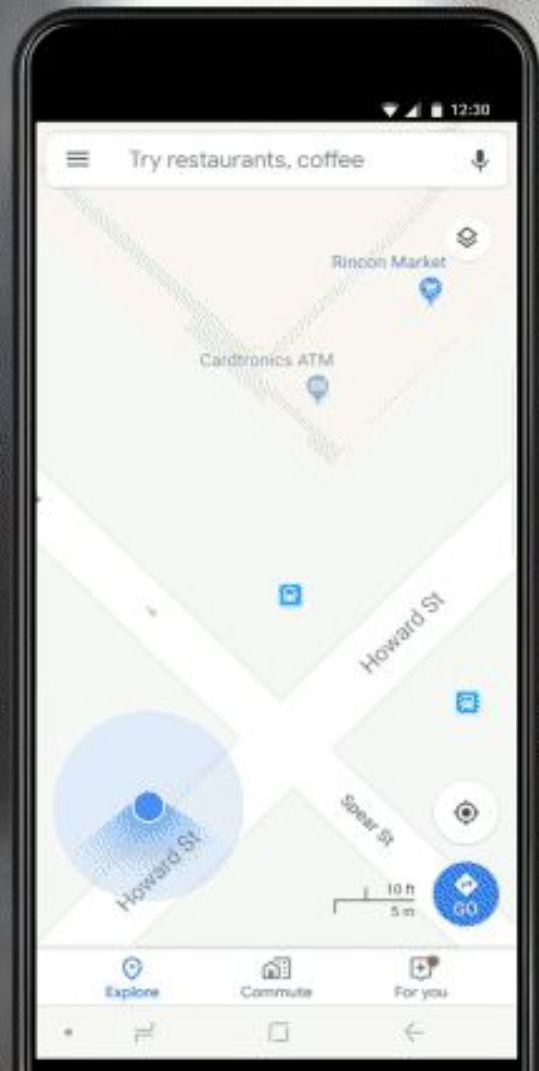 12:30
Try restaurants, coffee
Rincon Market
Cardtronics ATM
Howard St
Howard St
Spear St
10 ft
5 m
GO
Explore
Commute
For you